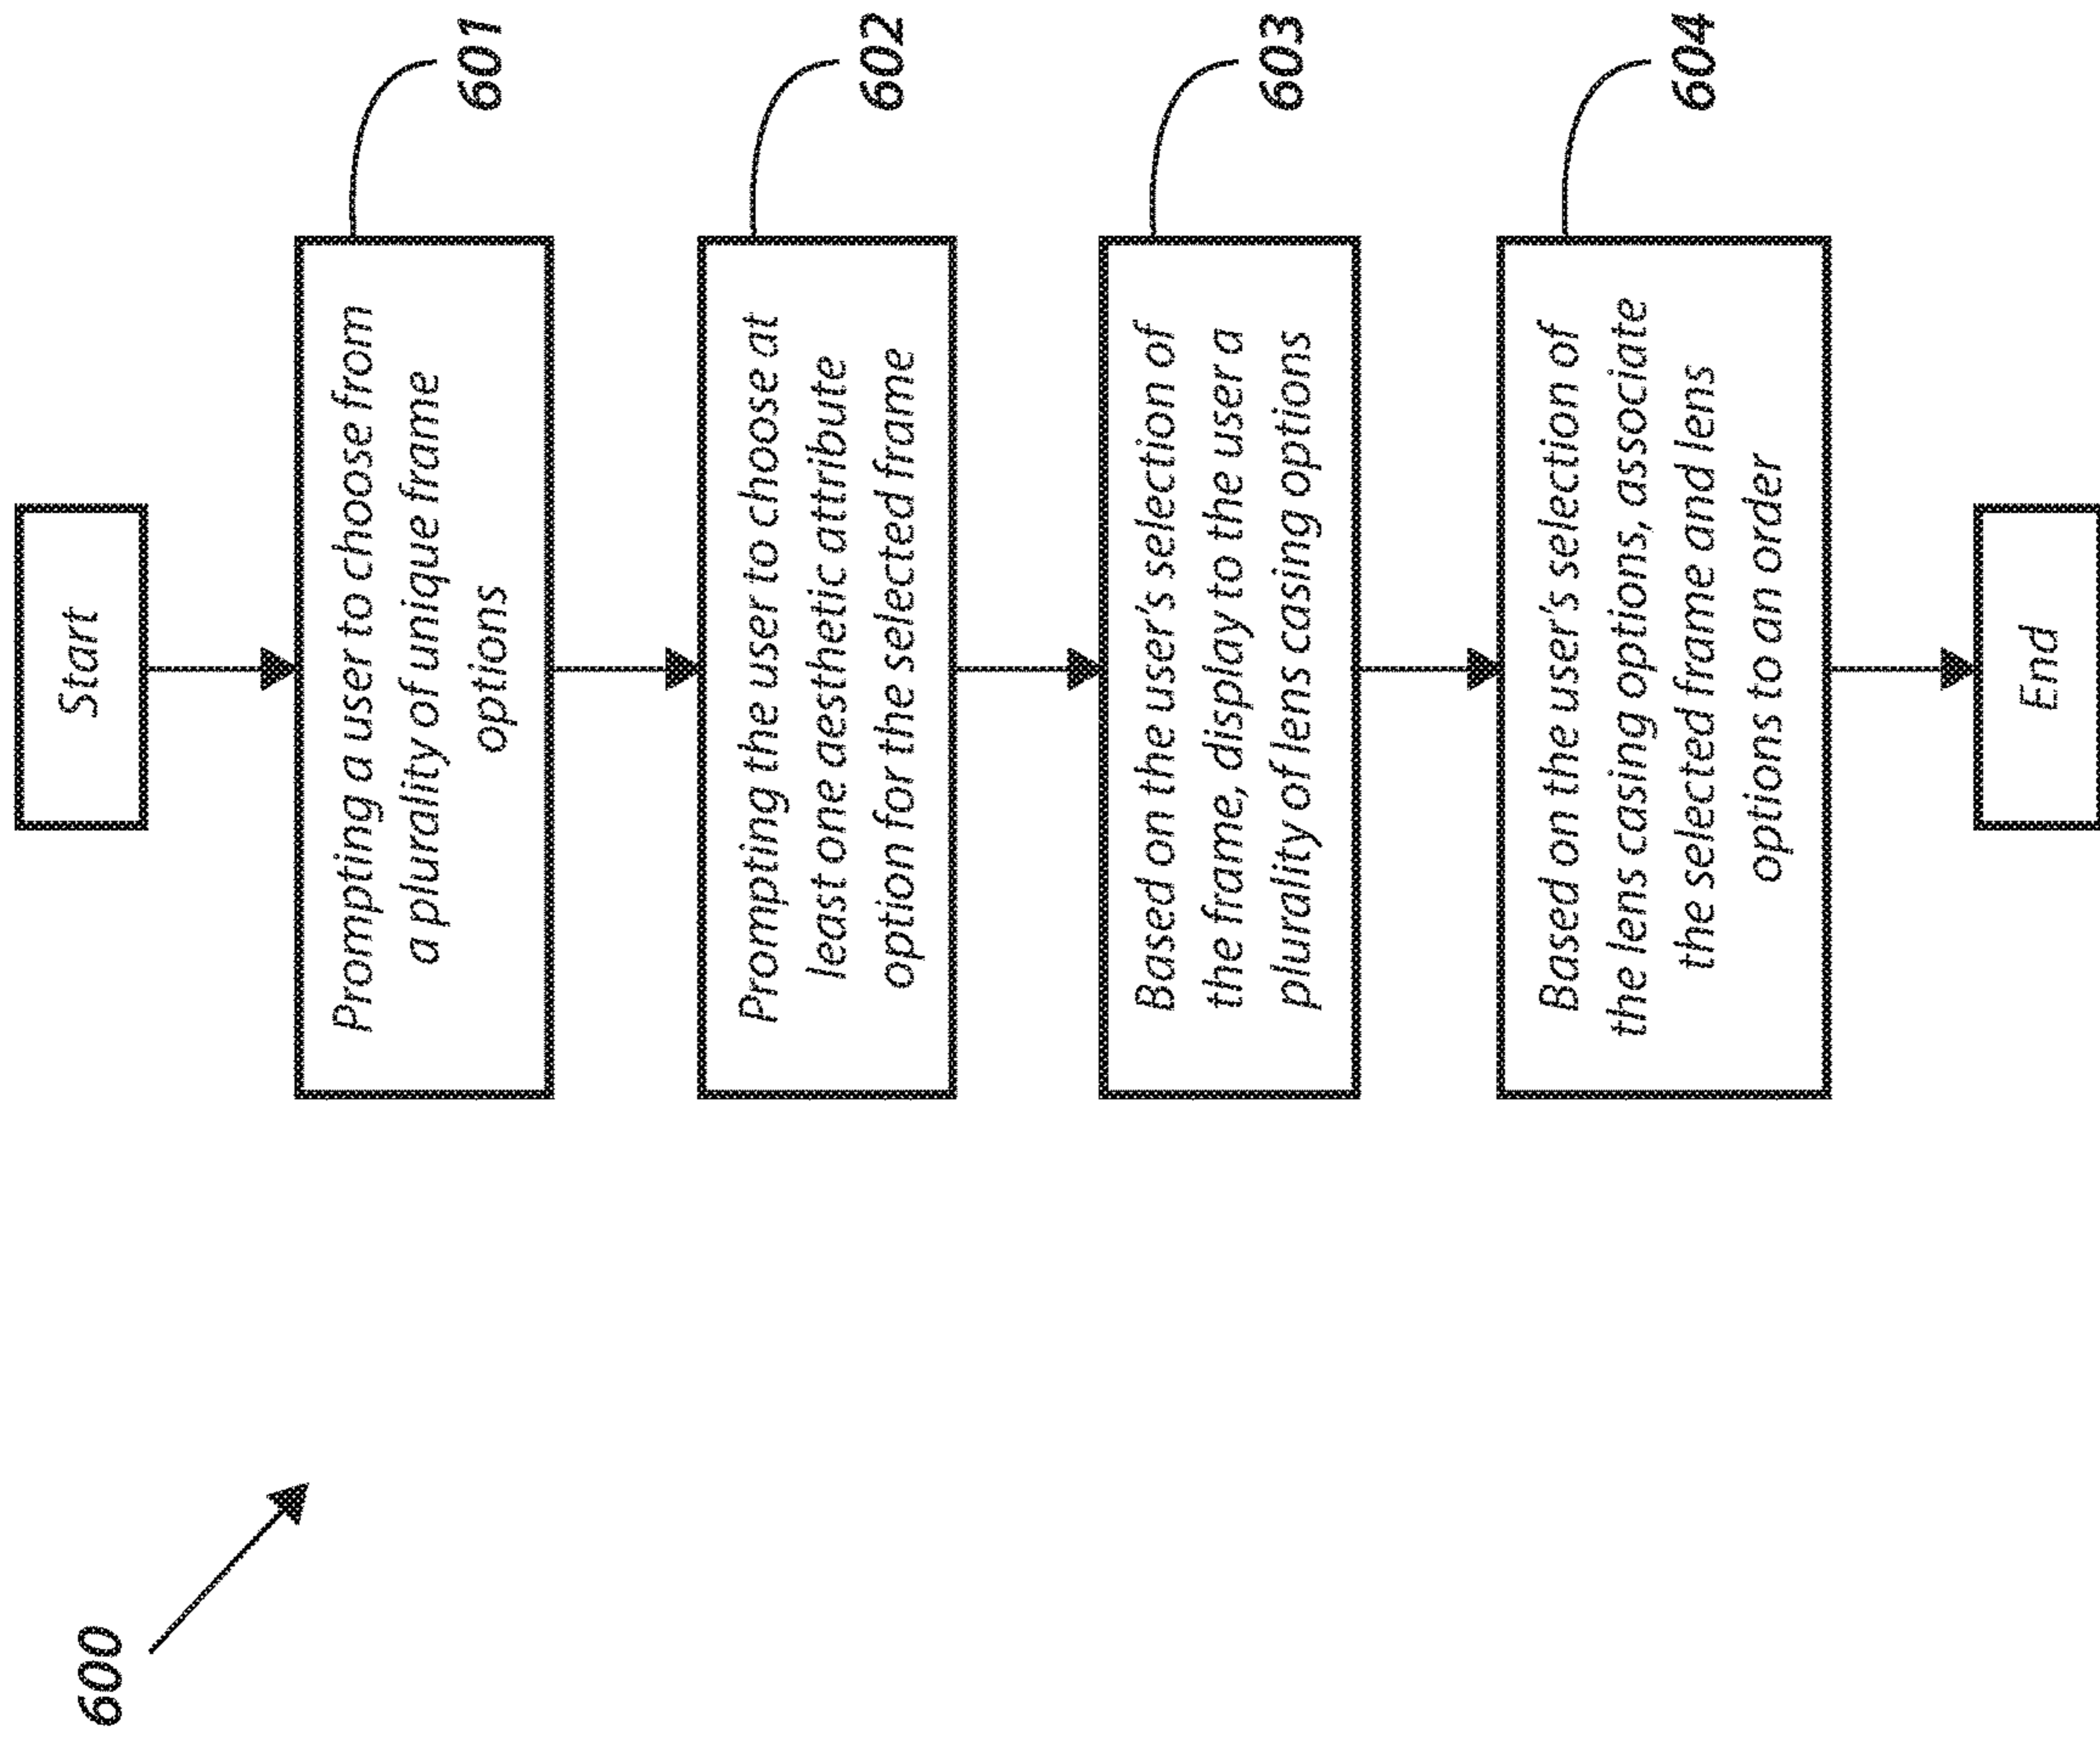 600
Start
Prompting a user to choose from
a plurality of unique frame
options
601
Prompting the user to choose at
least one aesthetic attribute
option for the selected frame
602
Based on the user's selection of
the frame, display to the user a
plurality of lens casing options
603
Based on the user's selection of
the lens casing options, associate
the selected frame and lens
options to an order
604
End